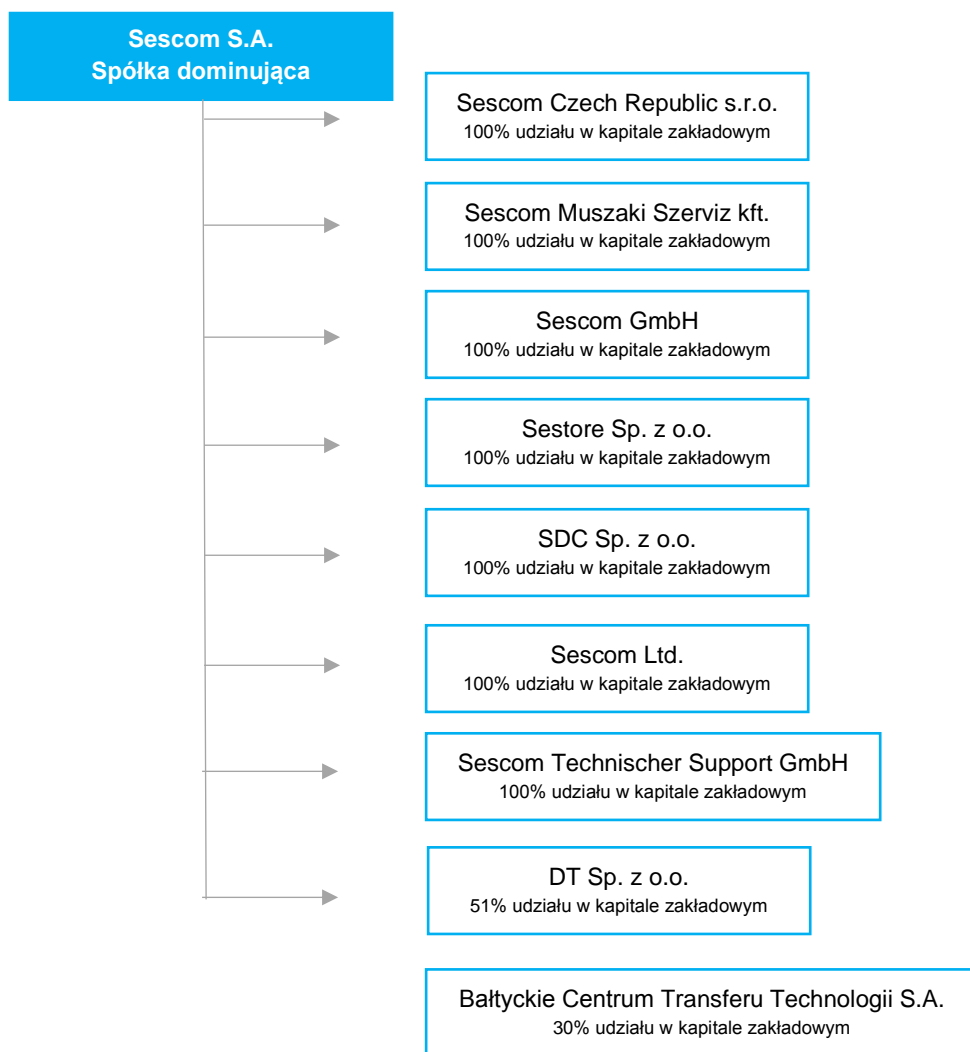 Sescom S.A.
Spółka dominująca
Sescom Czech Republic s.r.o.
100% udziału w kapitale zakładowym
Sescom Muszaki Szerviz kft.
100% udziału w kapitale zakładowym
Sescom GmbH
100% udziału w kapitale zakładowym
Sestore Sp. z o.o.
100% udziału w kapitale zakładowym
SDC Sp. z o.o.
100% udziału w kapitale zakładowym
Sescom Ltd.
100% udziału w kapitale zakładowym
Sescom Technischer Support GmbH
100% udziału w kapitale zakładowym
DT Sp. z o.o.
51% udziału w kapitale zakładowym
Bałtyckie Centrum Transferu Technologii S.A.
30% udziału w kapitale zakładowym